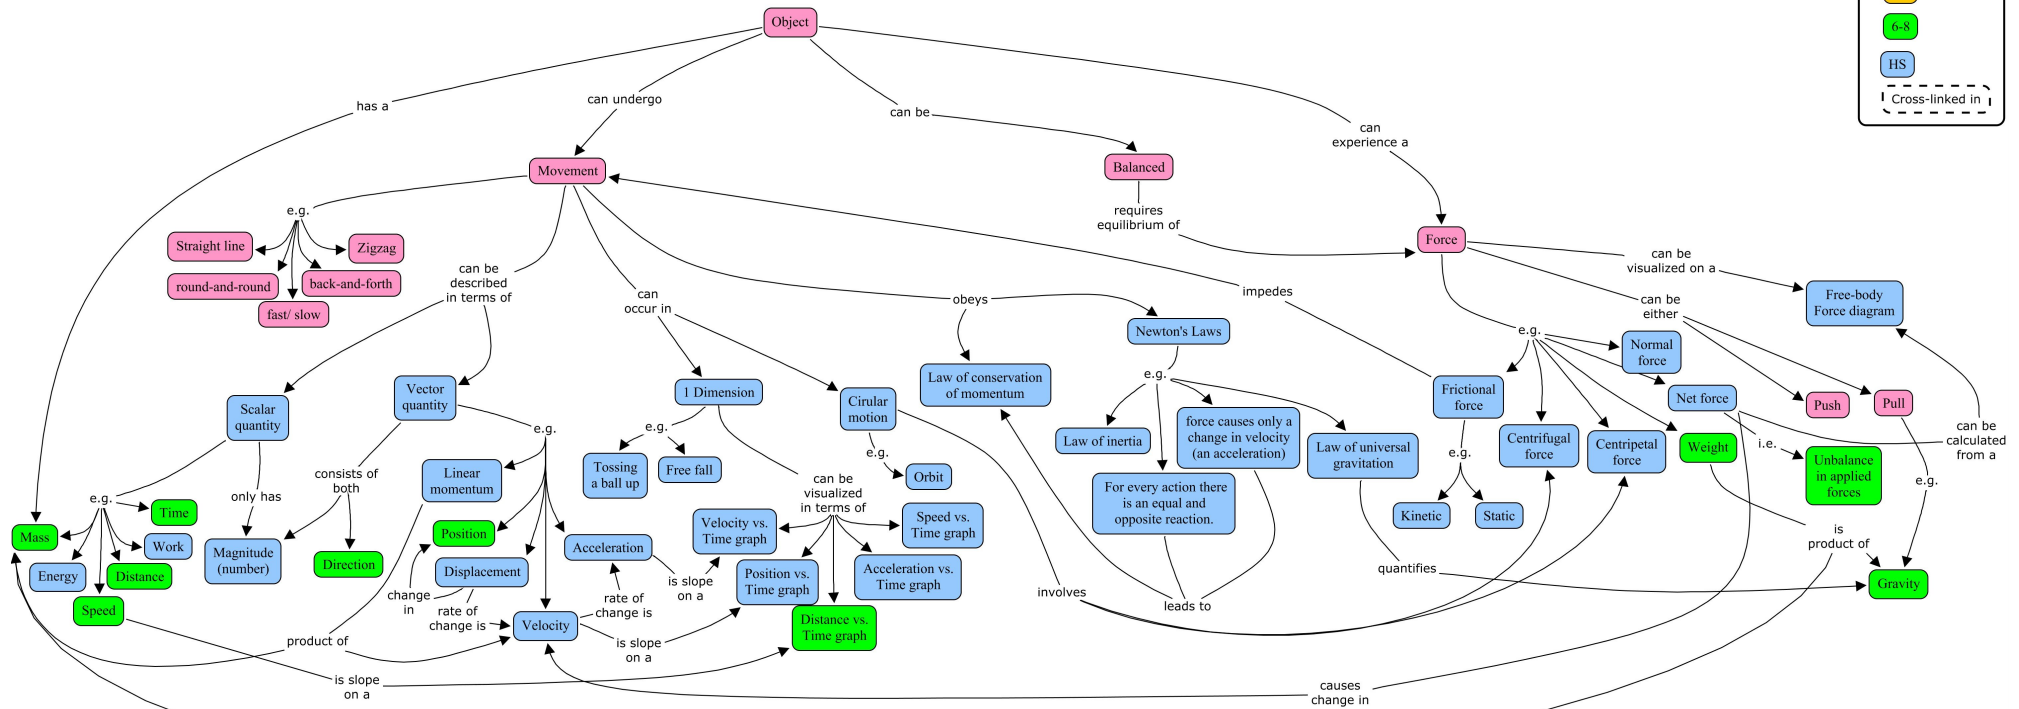 Object
6-8
HS
Cross-linked in
has a
can undergo
can be
can
experience a
Movement
Balanced
e.g.
requires
equilibrium of
Straight line
Zigzag
round-and-round
back-and-forth
fast/ slow
Force
can be
visualized on a
can be
described
in terms of
can
occur in
obeys
impedes
can be
either
Free-body
Force diagram
Newton's Laws
e.g.
Normal
force
Law of conservation
of momentum
e.g.
Scalar
quantity
Vector
quantity
1 Dimension
Cirular
motion
Frictional
force
Net force
Push
Pull
e.g.
e.g.
e.g.
Law of inertia
force causes only a
change in velocity
(an acceleration)
Law of universal
gravitation
e.g.
Centrifugal
force
Centripetal
force
Weight
i.e.
can be
calculated
from a
Tossing
a ball up
Free fall
Orbit
Linear
momentum
consists of
both
only has
can be
visualized
in terms of
For every action there
is an equal and
opposite reaction.
Unbalance
in applied
forces
e.g.
e.g.
Time
Mass
Work
Energy
Distance
Speed
Magnitude
(number)
Direction
Position
Displacement
Acceleration
Velocity vs.
Time graph
Speed vs.
Time graph
Kinetic
Static
is
product of
Position vs.
Time graph
Acceleration vs.
Time graph
is slope
on a
quantifies
Gravity
change
in
rate of
change is
rate of
change is
involves
leads to
Velocity
Distance vs.
Time graph
product of
is slope
on a
is slope
on a
causes
change in